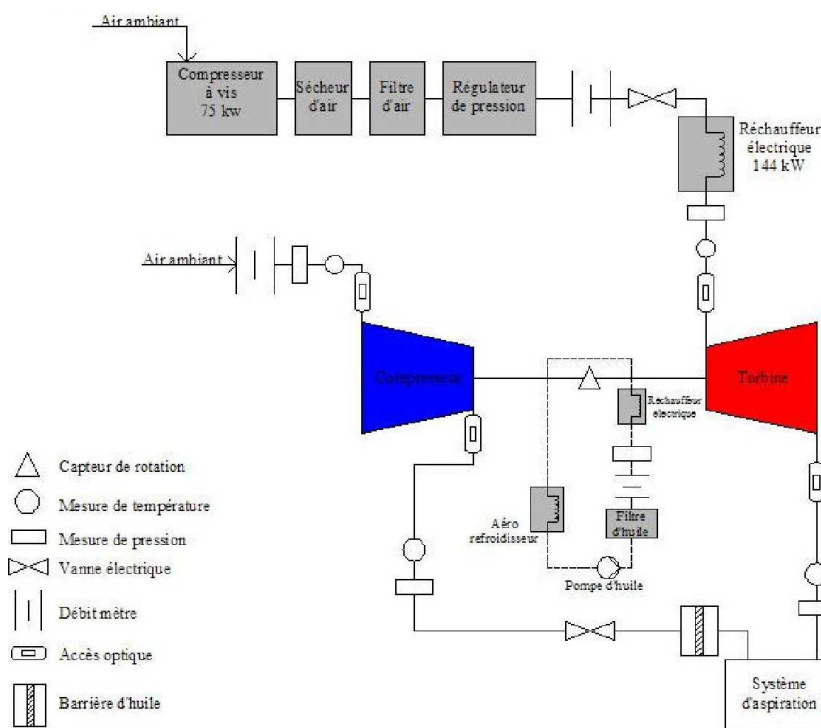 Air ambiant
Compresseur
à vis
75 kw
Sécheur
d'air
Filtre
d'air
Régulateur
de pression
Réchauffeur
électrique
144 kW
Air ambiant
Compresseur
Turbine
Réchauffeur
électrique
Aéro
refroidisseur
Filtre
d'huile
Pompe d'huile
Capteur de rotation
Mesure de température
Mesure de pression
Vanne électrique
Débit mètre
Accès optique
Barrière d'huile
Système
d'aspiration